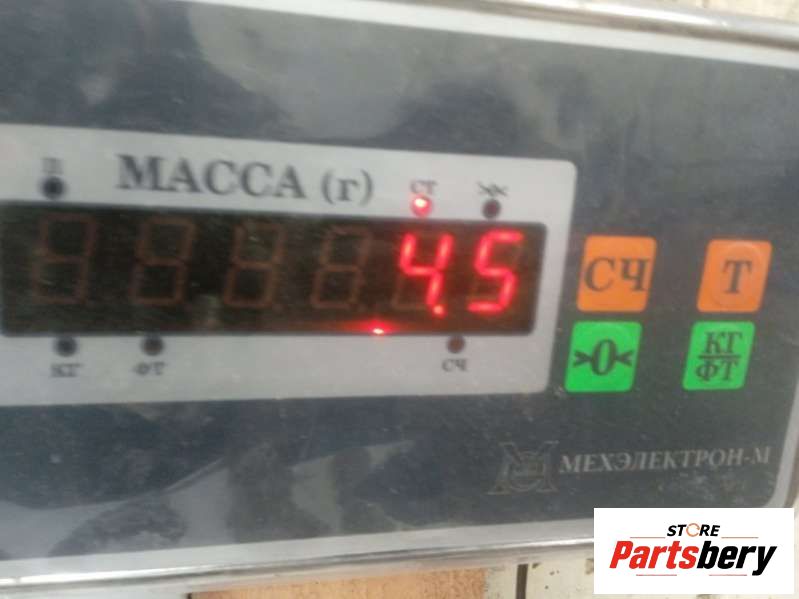 П
МАССА (г)
СТ
4.5
КГ
ФТ
СЧ
СЧ
Т
>0<
КГ
ФТ
МЕХЭЛЕКТРОН-М
STORE
Partsbery